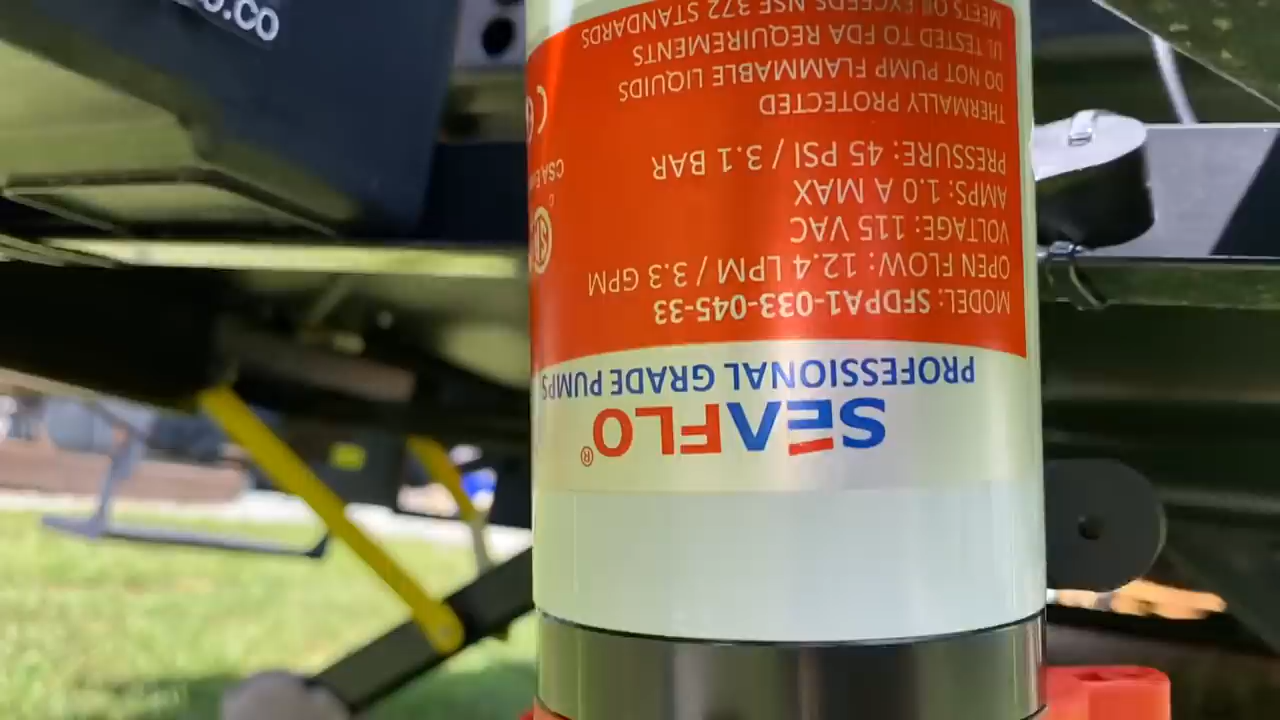 SEAFLO®
PROFESSIONAL GRADE PUMPS
MODEL: SFDPA1-033-045-33
OPEN FLOW: 12.4 LPM / 3.3 GPM
VOLTAGE: 115 VAC
AMPS: 1.0 A MAX
PRESSURE: 45 PSI / 3.1 BAR
THERMALLY PROTECTED
DO NOT PUMP FLAMMABLE LIQUIDS
UL TESTED TO FDA REQUIREMENTS
MEETS OR EXCEEDS NSF 372 STANDARDS
CSA
.co